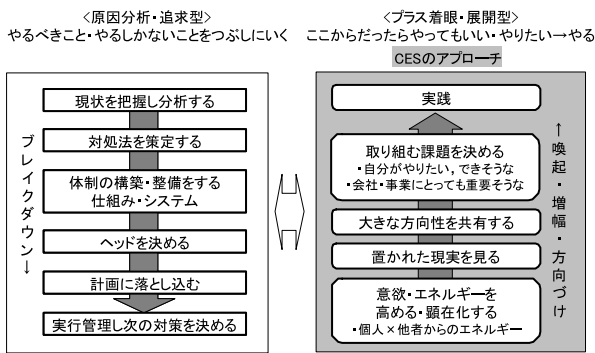 <原因分析・追求型>
やるべきこと・やるしかないことをつぶしにいく
現状を把握し分析する
対処法を策定する
体制の構築・整備をする
仕組み・システム
ヘッドを決める
計画に落とし込む
実行管理し次の対策を決める
ブレイクダウン→
<プラス着眼・展開型>
ここからだったらやってもいい・やりたい→やる
CESのアプローチ
実践
取り組む課題を決める
・自分がやりたい，できそうな
・会社・事業にとっても重要そうな
大きな方向性を共有する
置かれた現実を見る
意欲・エネルギーを
高める・顕在化する
・個人×他者からのエネルギー
↑喚起・増幅・方向づけ